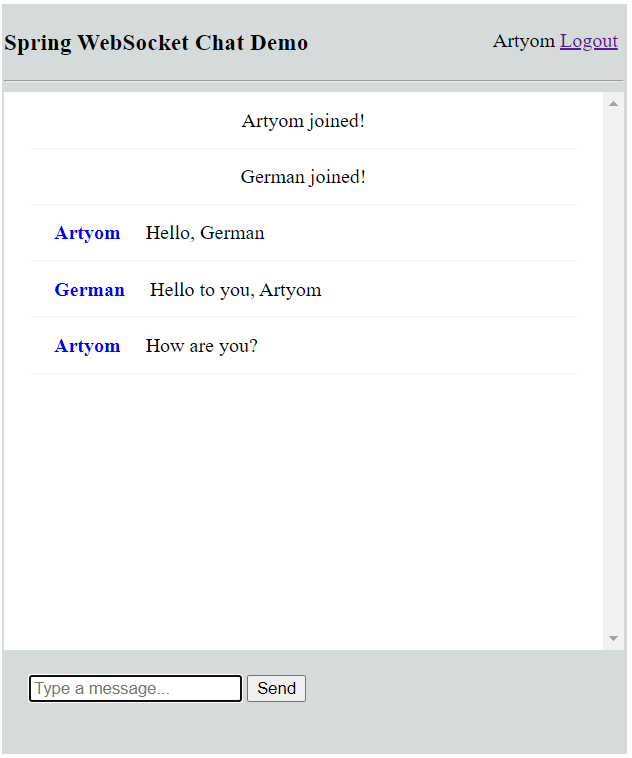 Spring WebSocket Chat Demo Artyom Logout
Artyom joined!
German joined!
Artyom Hello, German
German Hello to you, Artyom
Artyom How are you?
Type a message... Send